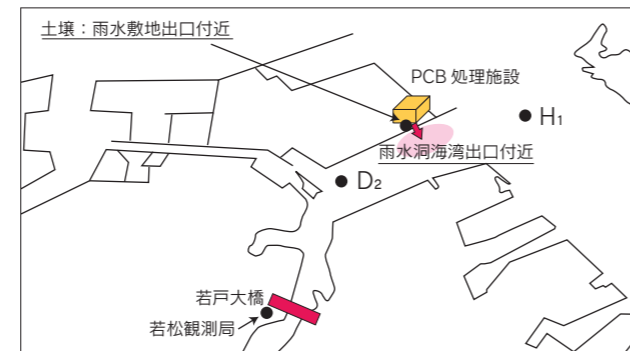 土壌：雨水敷地出口付近
PCB 処理施設
H1
雨水洞海湾出口付近
D2
若戸大橋
若松観測局